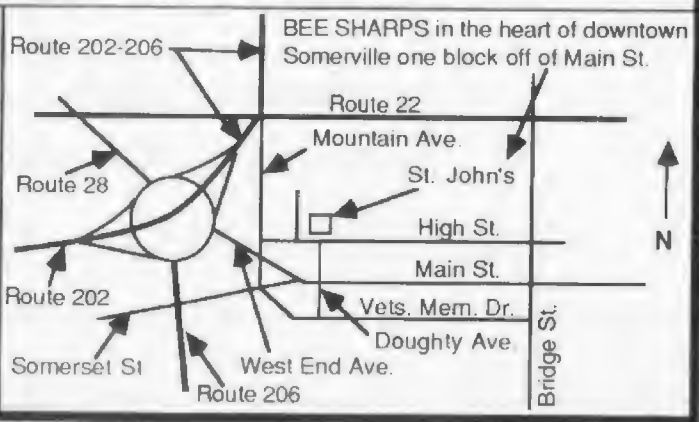 Route 202-206
BEE SHARPS in the heart of downtown
Somerville one block off of Main St.
Route 22
Mountain Ave.
Route 28
St. John's
N
High St.
Main St.
Route 202
Vets. Mem. Dr.
Doughty Ave.
Somerset St
West End Ave.
Route 206
Bridge St.